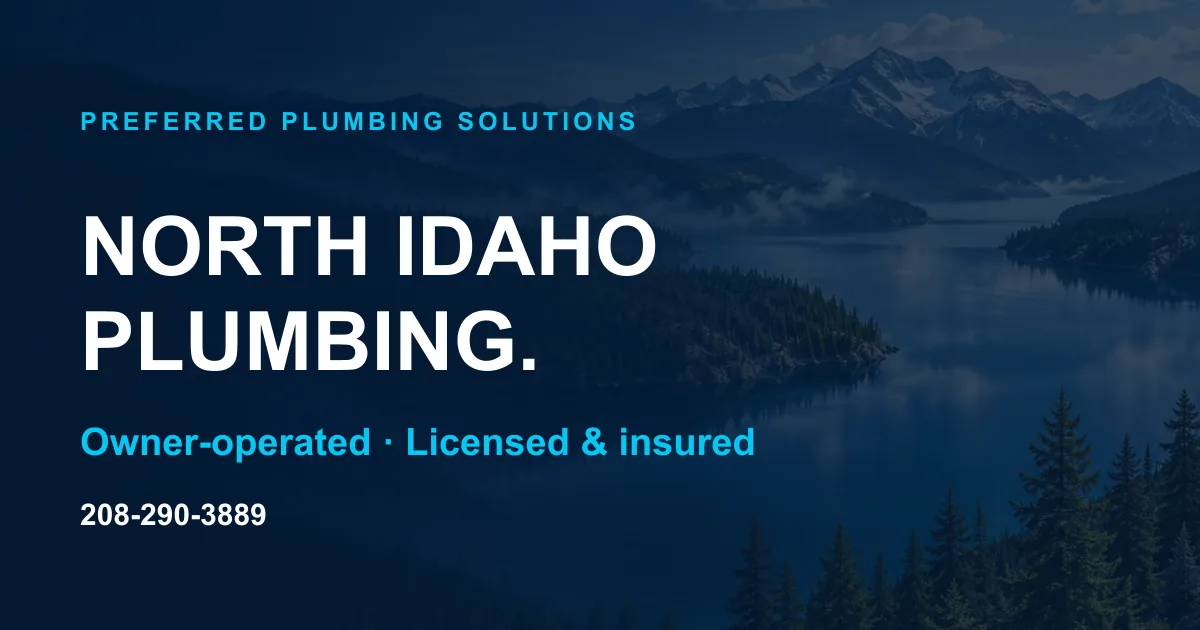 PREFERRED PLUMBING SOLUTIONS
NORTH IDAHO
PLUMBING.
Owner-operated · Licensed & insured
208-290-3889